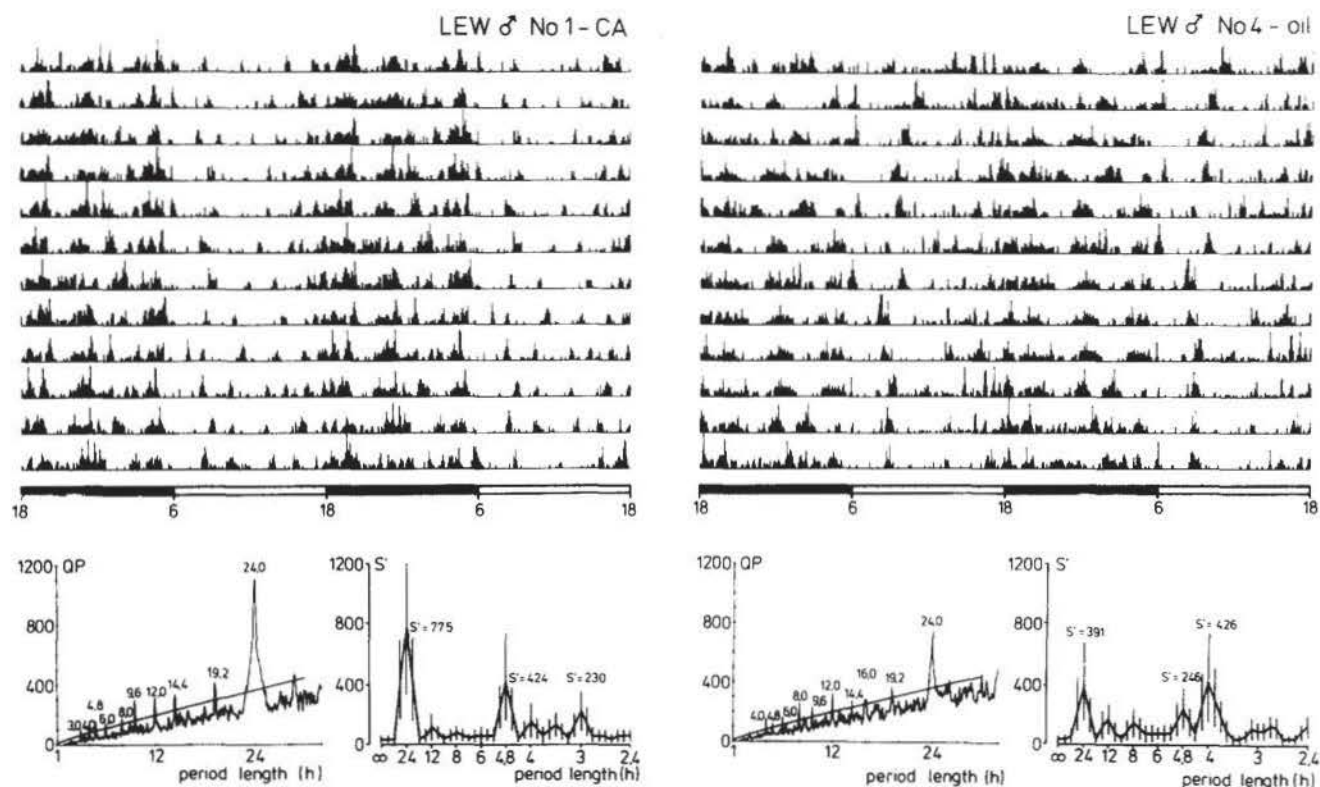 LEW ♂ No 1 - CA
LEW ♂ No 4 - oil
18 6 18 6 18
18 6 18 6 18
1200 QP
24,0
800
400
3,0 4,0 4,8 6,0 8,0 9,6 12,0 14,4 19,2
0
1 12 24
period length (h)
1200 S'
800
S' = 775
S' = 424
S' = 230
400
0
∞ 24 12 8 6 4,8 4 3 2,4
period length (h)
1200 QP
800
24,0
400
4,0 4,8 6,0 8,0 9,6 12,0 14,4 16,0 19,2
0
1 12 24
period length (h)
1200 S'
800
S' = 391
S' = 426
S' = 246
400
0
∞ 24 12 8 6 4,8 4 3 2,4
period length (h)